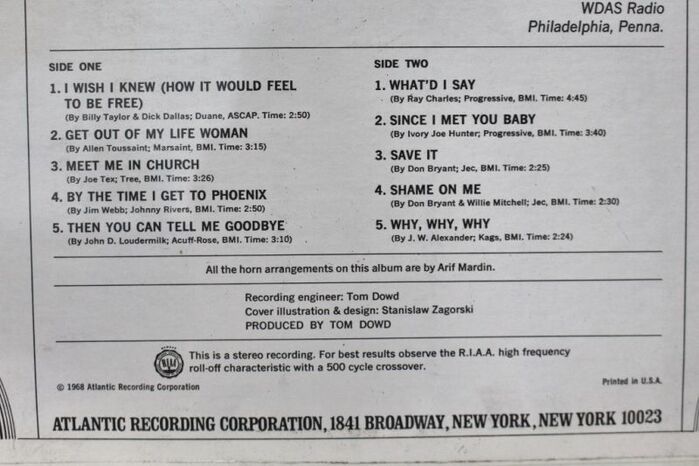 WDAS Radio
Philadelphia, Penna.
SIDE ONE
1. I WISH I KNEW (HOW IT WOULD FEEL
TO BE FREE)
(By Billy Taylor & Dick Dallas; Duane, ASCAP. Time: 2:50)
2. GET OUT OF MY LIFE WOMAN
(By Allen Toussaint; Marsaint, BMI. Time: 3:15)
3. MEET ME IN CHURCH
(By Joe Tex; Tree, BMI. Time: 3:26)
4. BY THE TIME I GET TO PHOENIX
(By Jim Webb; Johnny Rivers, BMI. Time: 2:50)
5. THEN YOU CAN TELL ME GOODBYE
(By John D. Loudermilk; Acuff-Rose, BMI. Time: 3:10)
SIDE TWO
1. WHAT'D I SAY
(By Ray Charles; Progressive, BMI. Time: 4:45)
2. SINCE I MET YOU BABY
(By Ivory Joe Hunter; Progressive, BMI. Time: 3:40)
3. SAVE IT
(By Don Bryant; Jec, BMI. Time: 2:25)
4. SHAME ON ME
(By Don Bryant & Willie Mitchell; Jec, BMI. Time: 2:30)
5. WHY, WHY, WHY
(By J. W. Alexander; Kags, BMI. Time: 2:24)
All the horn arrangements on this album are by Arif Mardin.
Recording engineer: Tom Dowd
Cover illustration & design: Stanislaw Zagorski
PRODUCED BY TOM DOWD
RIAA
This is a stereo recording. For best results observe the R.I.A.A. high frequency
roll-off characteristic with a 500 cycle crossover.
© 1968 Atlantic Recording Corporation
Printed in U.S.A.
ATLANTIC RECORDING CORPORATION, 1841 BROADWAY, NEW YORK, NEW YORK 10023